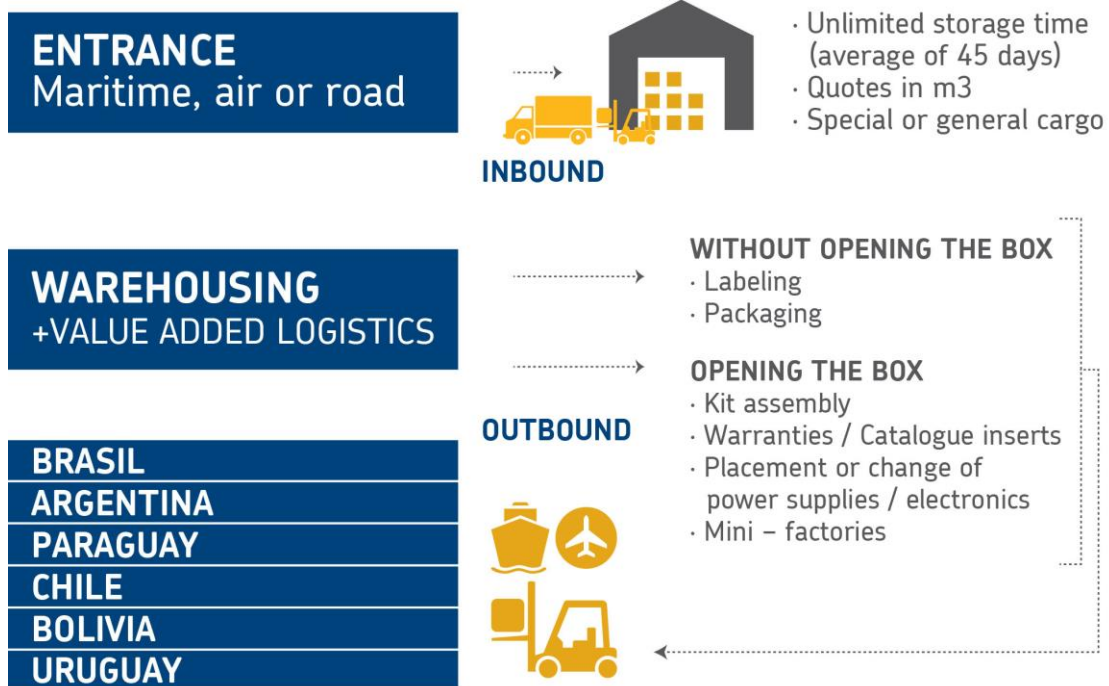 ENTRANCE
Maritime, air or road
INBOUND
· Unlimited storage time
(average of 45 days)
· Quotes in m3
· Special or general cargo
WAREHOUSING
+VALUE ADDED LOGISTICS
WITHOUT OPENING THE BOX
· Labeling
· Packaging
OPENING THE BOX
· Kit assembly
· Warranties / Catalogue inserts
· Placement or change of
power supplies / electronics
· Mini – factories
OUTBOUND
BRASIL
ARGENTINA
PARAGUAY
CHILE
BOLIVIA
URUGUAY